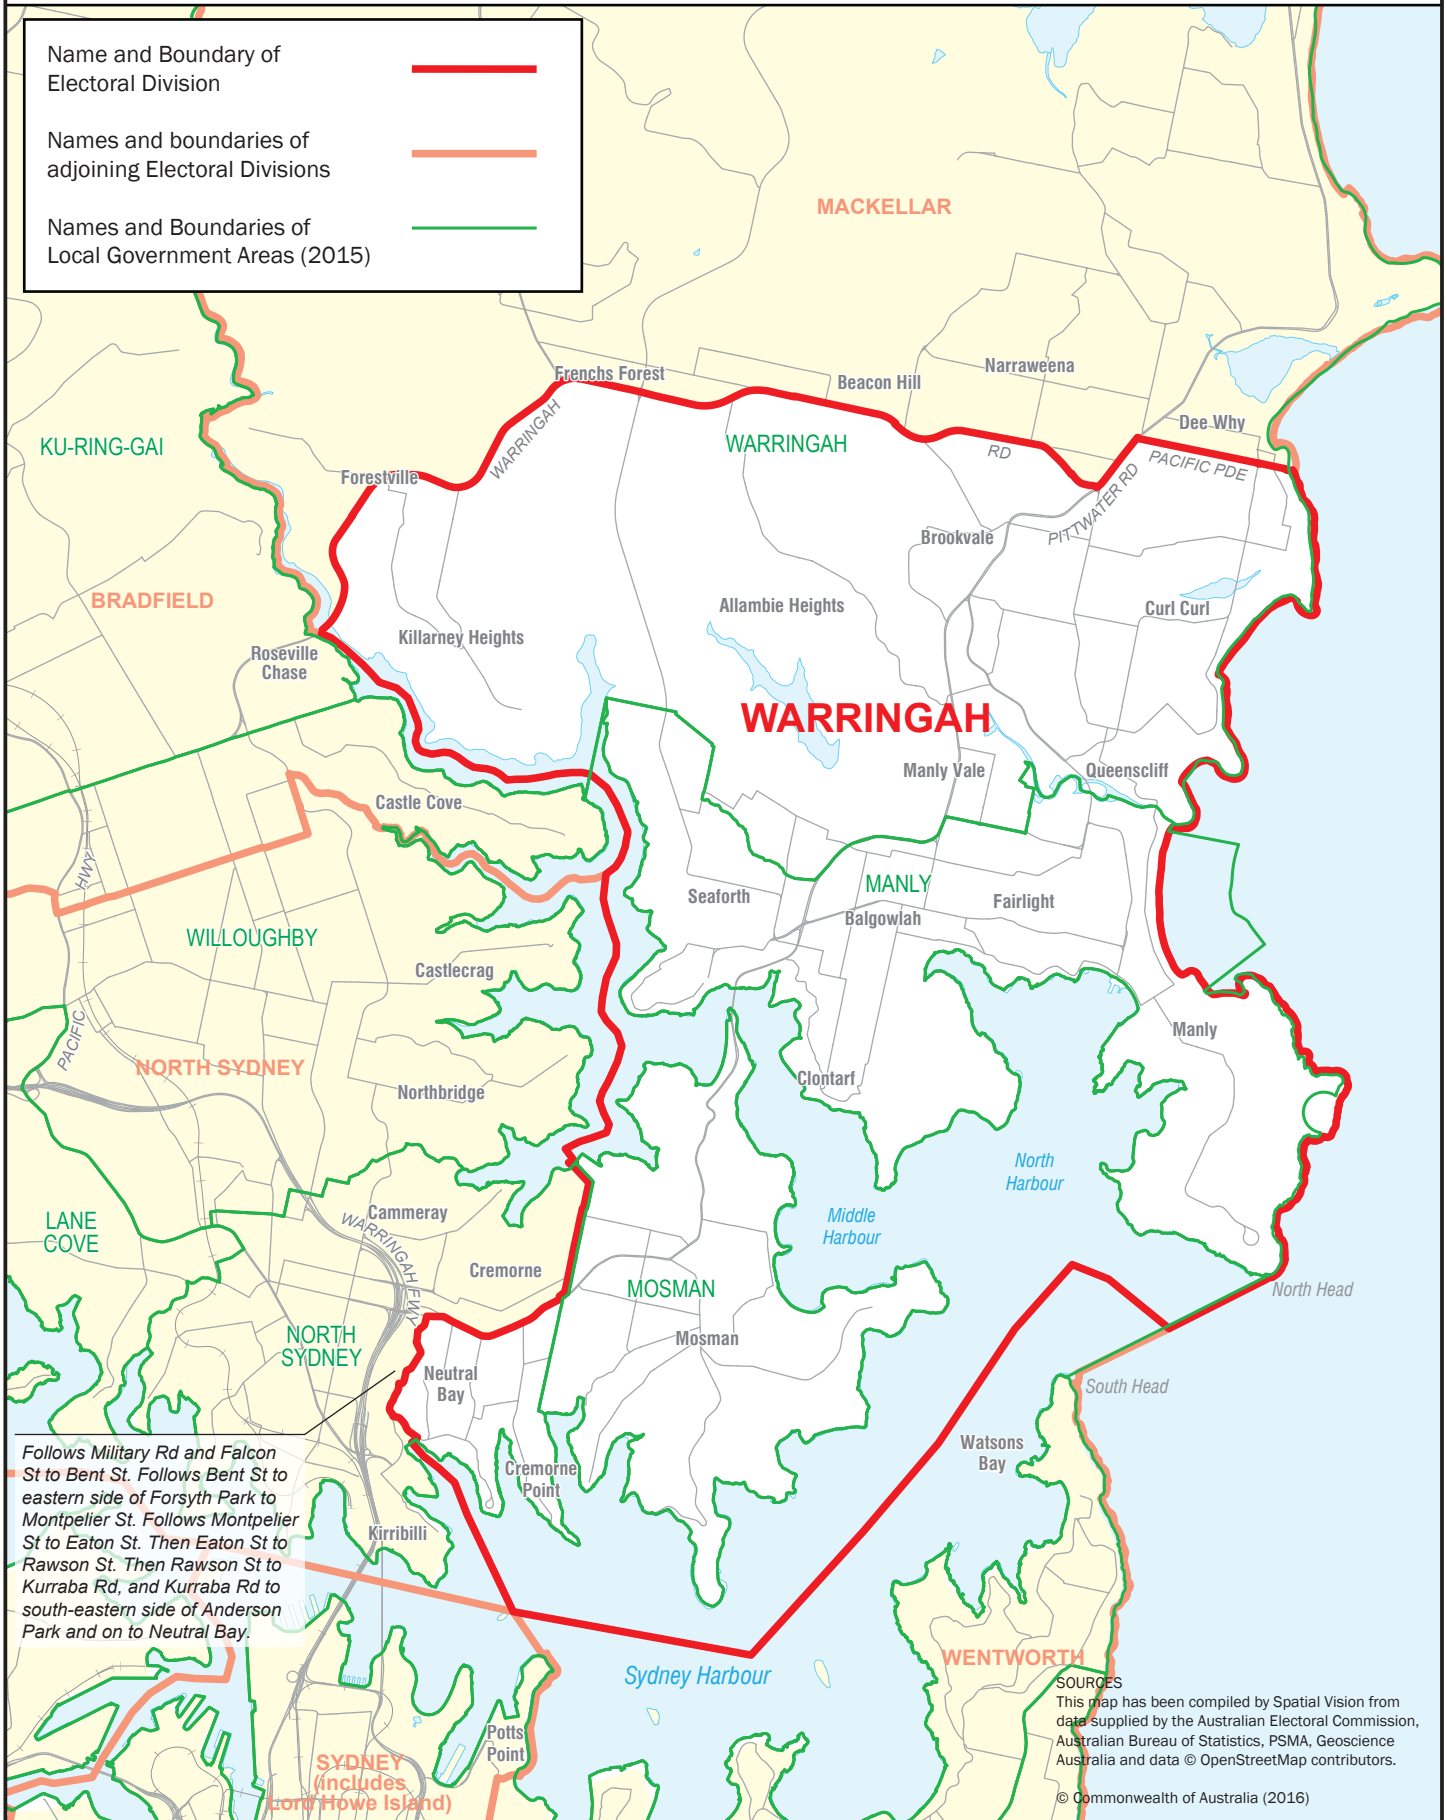 Name and Boundary of
Electoral Division
Names and boundaries of
adjoining Electoral Divisions
Names and Boundaries of
Local Government Areas (2015)
MACKELLAR
Frenchs Forest
Beacon Hill
Narraweena
Dee Why
KU-RING-GAI
WARRINGAH
WARRINGAH
RD
PACIFIC PDE
PITTWATER RD
Forestville
Brookvale
BRADFIELD
Allambie Heights
Curl Curl
Killarney Heights
Roseville
Chase
WARRINGAH
Manly Vale
Queenscliff
Castle Cove
HWY
Seaforth
MANLY
Fairlight
Balgowlah
WILLOUGHBY
Castlecrag
PACIFIC
Manly
NORTH SYDNEY
Northbridge
Clontarf
North
Harbour
Middle
Harbour
LANE
COVE
Cammeray
WARRINGAH FWY
Cremorne
MOSMAN
North Head
NORTH
SYDNEY
Mosman
Neutral
Bay
South Head
Watsons
Bay
Cremorne
Point
Follows Military Rd and Falcon
St to Bent St. Follows Bent St to
eastern side of Forsyth Park to
Montpelier St. Follows Montpelier
St to Eaton St. Then Eaton St to
Rawson St. Then Rawson St to
Kurraba Rd, and Kurraba Rd to
south-eastern side of Anderson
Park and on to Neutral Bay.
Kirribilli
Sydney Harbour
WENTWORTH
Potts
Point
SYDNEY
(includes
Lord Howe Island)
SOURCES
This map has been compiled by Spatial Vision from
data supplied by the Australian Electoral Commission,
Australian Bureau of Statistics, PSMA, Geoscience
Australia and data © OpenStreetMap contributors.
© Commonwealth of Australia (2016)